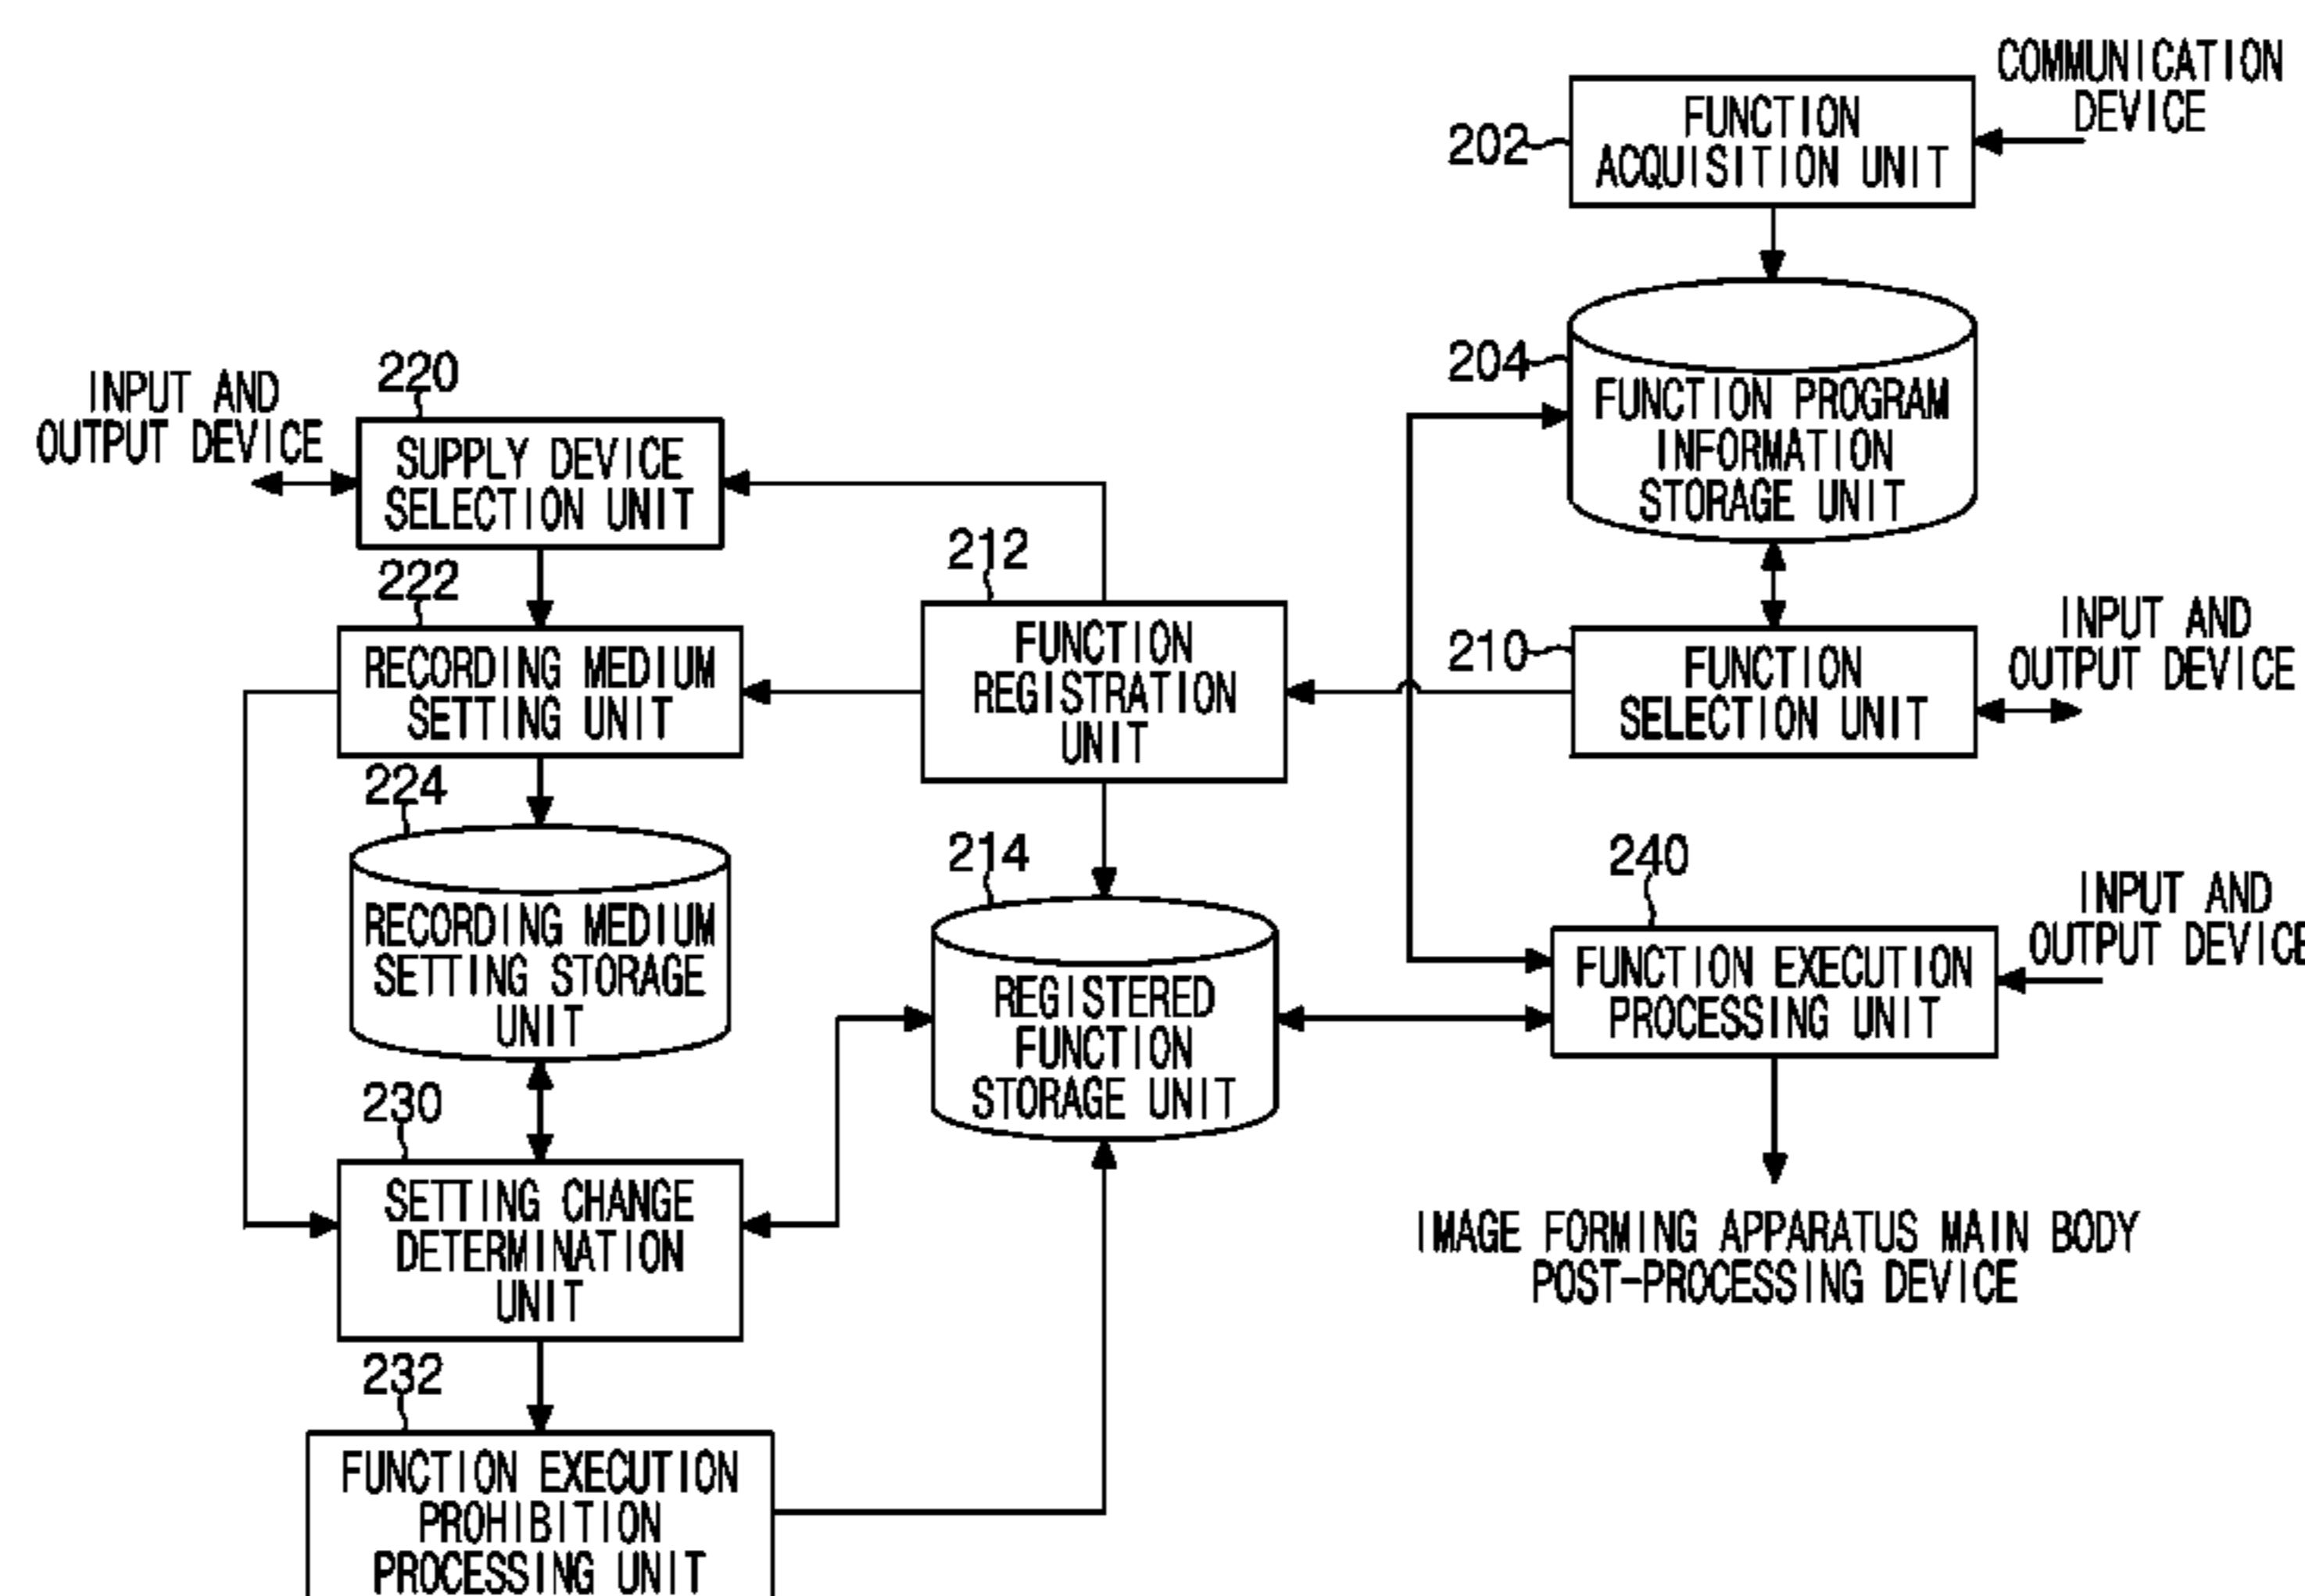 COMMUNICATION
DEVICE
202
FUNCTION
ACQUISITION UNIT
204
FUNCTION PROGRAM
INFORMATION
STORAGE UNIT
INPUT AND
OUTPUT DEVICE
220
SUPPLY DEVICE
SELECTION UNIT
212
FUNCTION
REGISTRATION
UNIT
210
FUNCTION
SELECTION UNIT
INPUT AND
OUTPUT DEVICE
222
RECORDING MEDIUM
SETTING UNIT
224
RECORDING MEDIUM
SETTING STORAGE
UNIT
214
REGISTERED
FUNCTION
STORAGE UNIT
240
FUNCTION EXECUTION
PROCESSING UNIT
INPUT AND
OUTPUT DEVICE
230
SETTING CHANGE
DETERMINATION
UNIT
IMAGE FORMING APPARATUS MAIN BODY
POST-PROCESSING DEVICE
232
FUNCTION EXECUTION
PROHIBITION
PROCESSING UNIT